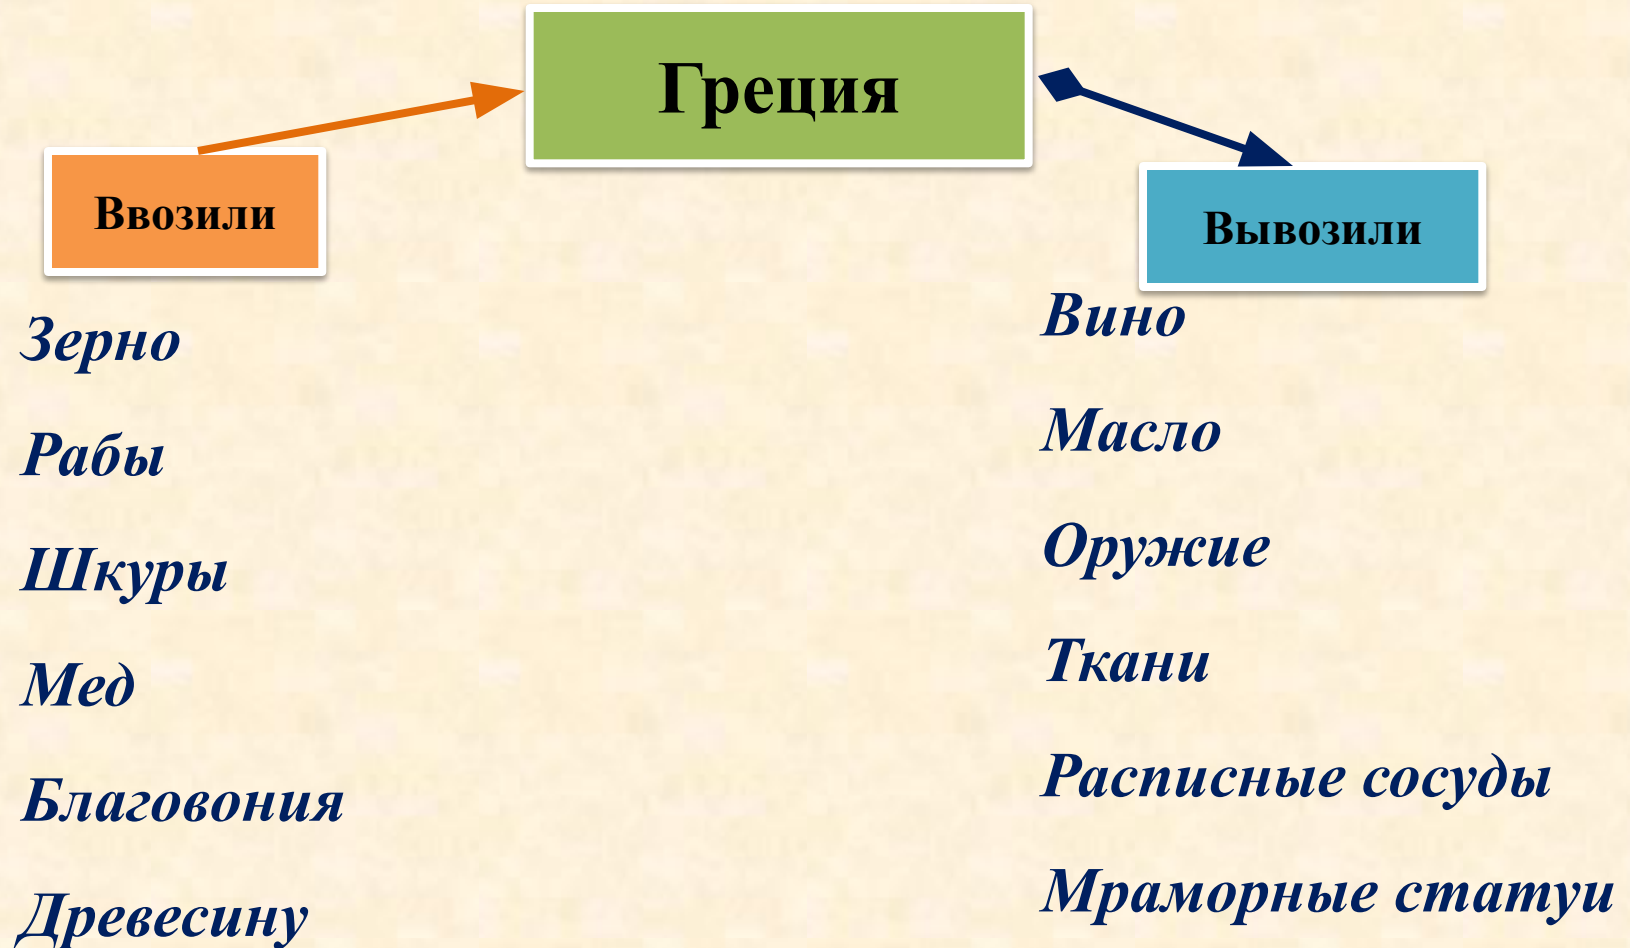 Греция
Ввозили
Зерно
Рабы
Шкуры
Мед
Благовония
Древесину
Вывозили
Вино
Масло
Оружие
Ткани
Расписные сосуды
Мраморные статуи